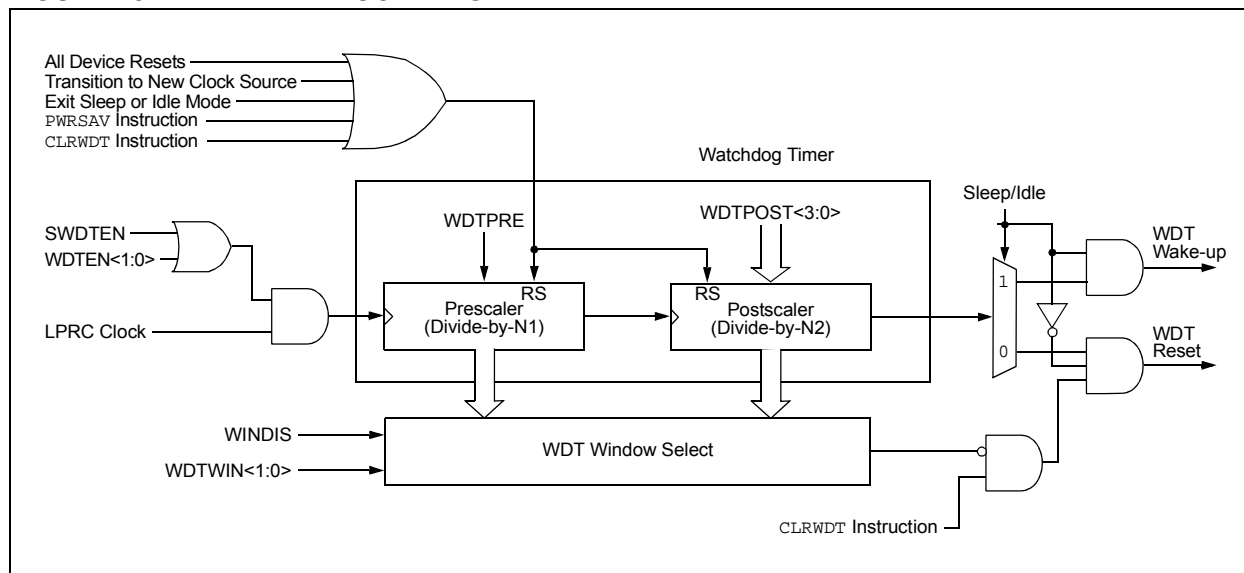 All Device Resets
Transition to New Clock Source
Exit Sleep or Idle Mode
PWRSAV Instruction
CLRWDT Instruction
Watchdog Timer
Sleep/Idle
WDTPRE
WDTPOST<3:0>
SWDTEN
WDTEN<1:0>
WDT
Wake-up
RS
RS
1
Prescaler
(Divide-by-N1)
Postscaler
(Divide-by-N2)
LPRC Clock
0
WDT
Reset
WINDIS
WDT Window Select
WDTWIN<1:0>
CLRWDT Instruction